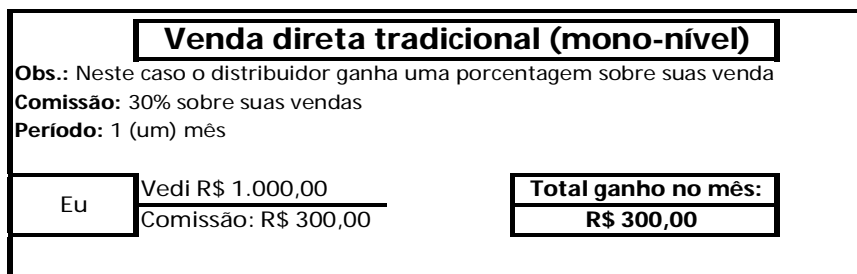 Venda direta tradicional (mono-nível)
Obs.: Neste caso o distribuidor ganha uma porcentagem sobre suas venda
Comissão: 30% sobre suas vendas
Período: 1 (um) mês
Eu
Vedi R$ 1.000,00
Comissão: R$ 300,00
Total ganho no mês:
R$ 300,00